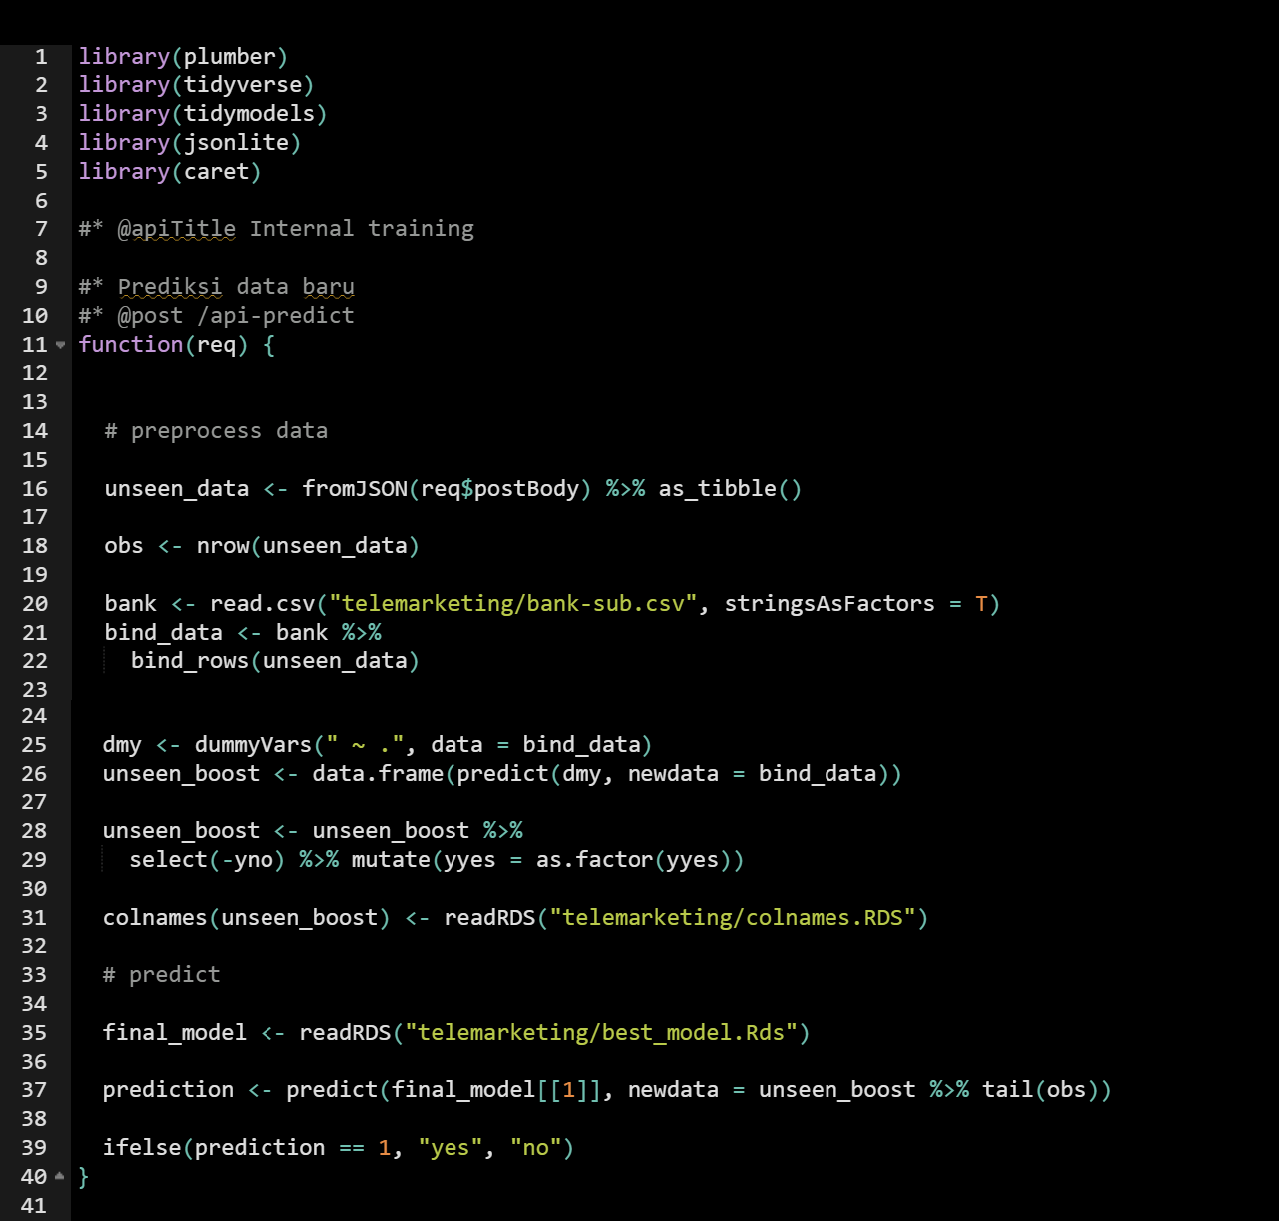 1 library(plumber)
2 library(tidyverse)
3 library(tidymodels)
4 library(jsonlite)
5 library(caret)
6
7 #* @apiTitle Internal training
8
9 #* Prediksi data baru
10 #* @post /api-predict
11 function(req) {
12
13
14   # preprocess data
15
16   unseen_data <- fromJSON(req$postBody) %>% as_tibble()
17
18   obs <- nrow(unseen_data)
19
20   bank <- read.csv("telemarketing/bank-sub.csv", stringsAsFactors = T)
21   bind_data <- bank %>%
22     bind_rows(unseen_data)
23
24
25   dmy <- dummyVars(" ~ .", data = bind_data)
26   unseen_boost <- data.frame(predict(dmy, newdata = bind_data))
27
28   unseen_boost <- unseen_boost %>%
29     select(-yno) %>% mutate(yyes = as.factor(yyes))
30
31   colnames(unseen_boost) <- readRDS("telemarketing/colnames.RDS")
32
33   # predict
34
35   final_model <- readRDS("telemarketing/best_model.Rds")
36
37   prediction <- predict(final_model[[1]], newdata = unseen_boost %>% tail(obs))
38
39   ifelse(prediction == 1, "yes", "no")
40 }
41